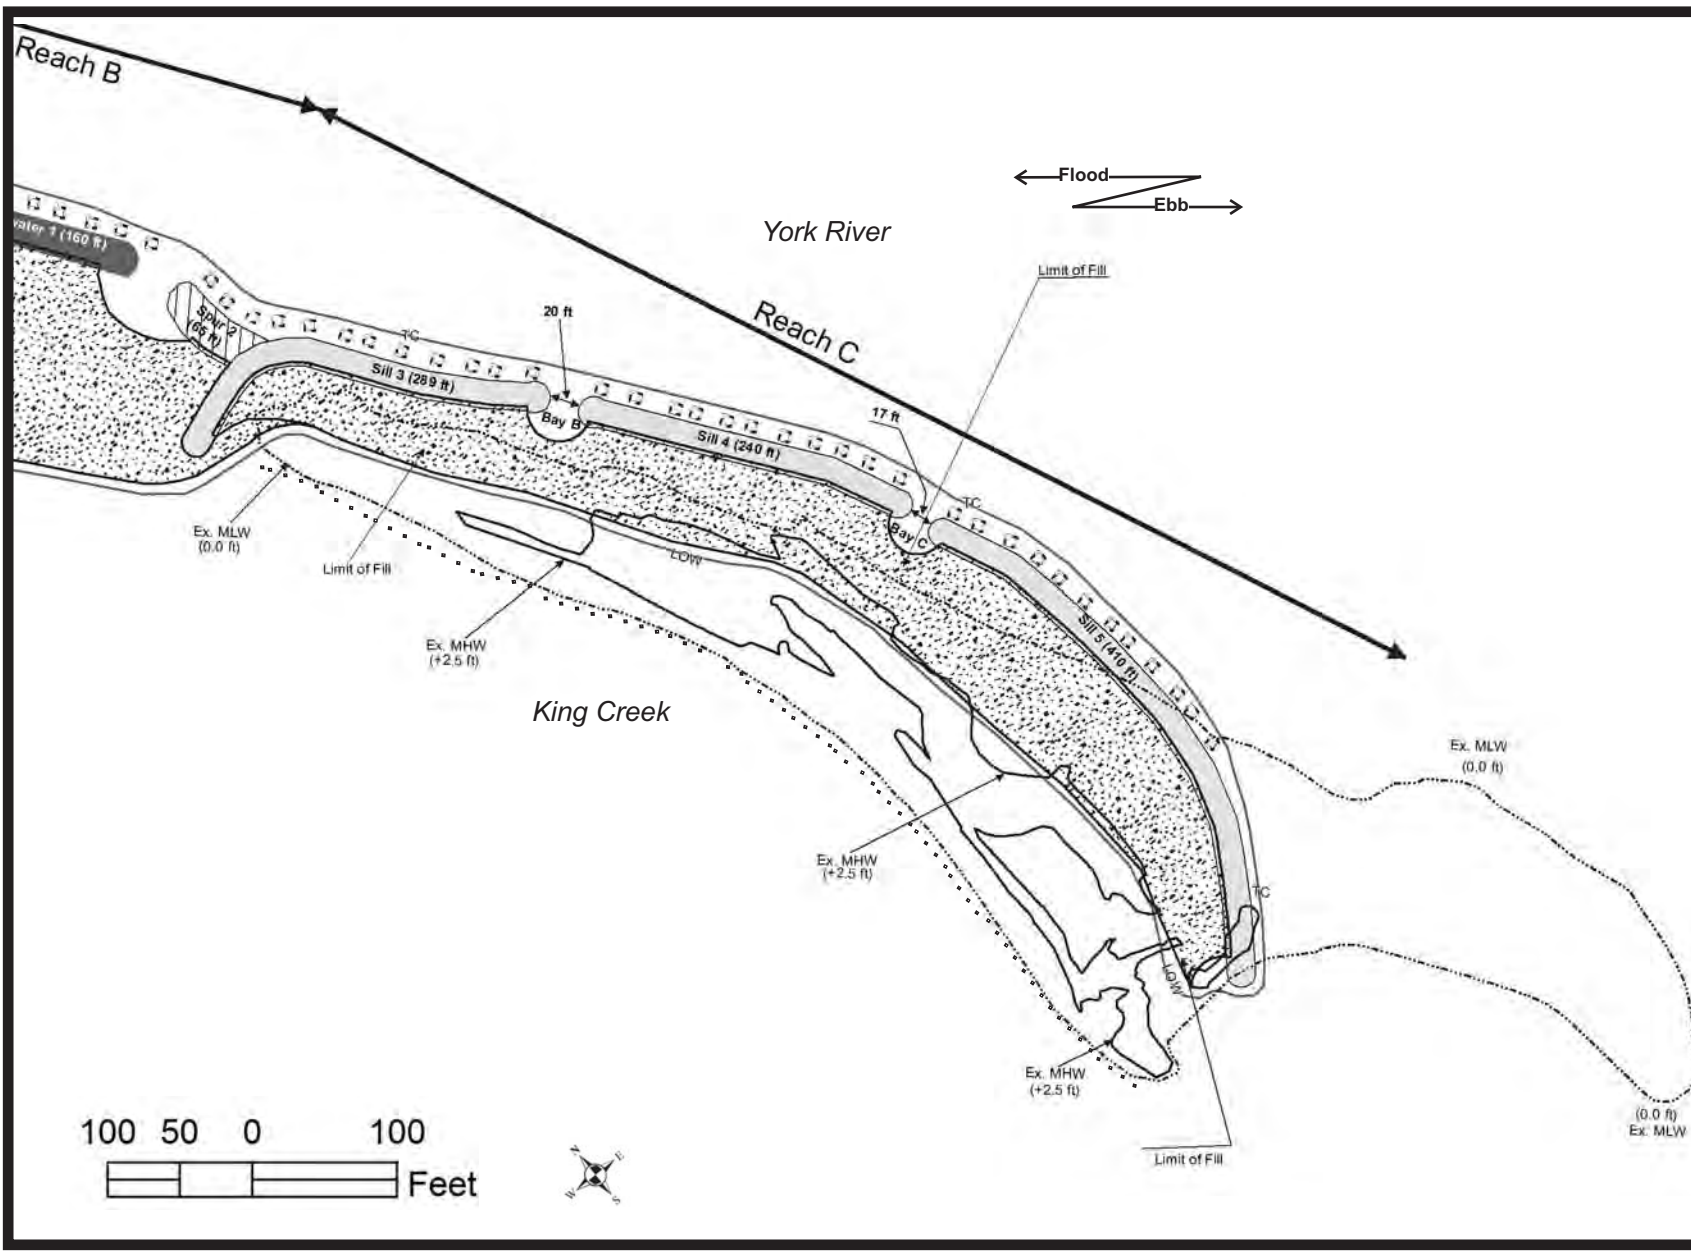 Reach B
Flood
Ebb
York River
water 1 (160 ft)
Limit of Fill
Spur 2
(65 ft)
20 ft
TC
Reach C
Sill 3 (289 ft)
Bay B
17 ft
Sill 4 (240 ft)
TC
Bay C
Ex. MLW
(0.0 ft)
Limit of Fill
LOW
Sill 5 (410 ft)
Ex. MHW
(+2.5 ft)
King Creek
Ex. MLW
(0.0 ft)
Ex. MHW
(+2.5 ft)
TC
LOW
Ex. MHW
(+2.5 ft)
(0.0 ft)
Ex. MLW
100 50 0 100
Feet
N
E
W
S
Limit of Fill